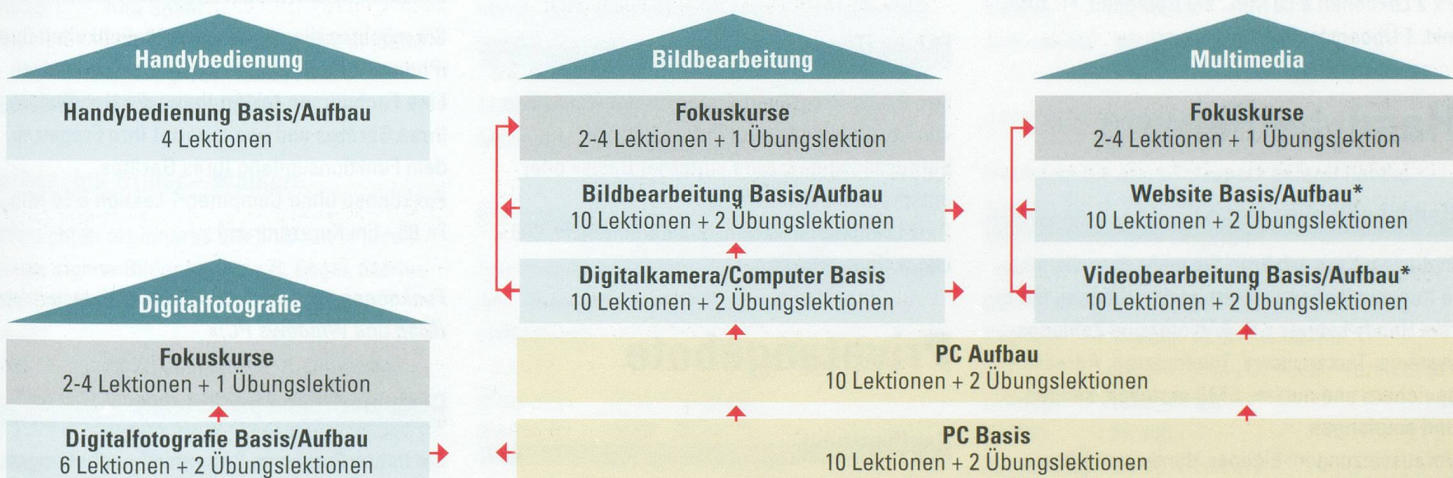 Handybedienung
Handybedienung Basis/Aufbau
4 Lektionen
Digitalfotografie
Fokuskurse
2-4 Lektionen + 1 Übungslektion
Digitalfotografie Basis/Aufbau
6 Lektionen + 2 Übungslektionen
Bildbearbeitung
Fokuskurse
2-4 Lektionen + 1 Übungslektion
Bildbearbeitung Basis/Aufbau
10 Lektionen + 2 Übungslektionen
Digitalkamera/Computer Basis
10 Lektionen + 2 Übungslektionen
Multimedia
Fokuskurse
2-4 Lektionen + 1 Übungslektion
Website Basis/Aufbau*
10 Lektionen + 2 Übungslektionen
Videobearbeitung Basis/Aufbau*
10 Lektionen + 2 Übungslektionen
PC Aufbau
10 Lektionen + 2 Übungslektionen
PC Basis
10 Lektionen + 2 Übungslektionen